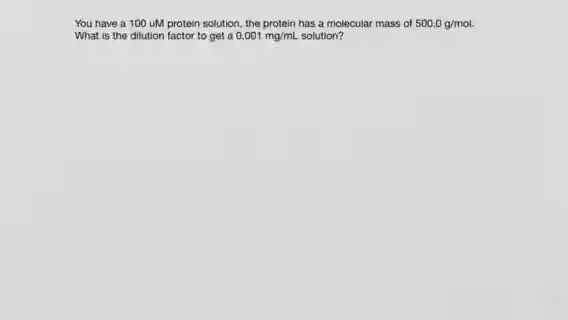 You have a 100 uM protein solution, the protein has a molecular mass of 500.0 g/mol.
What is the dilution factor to get a 0.001 mg/mL solution?